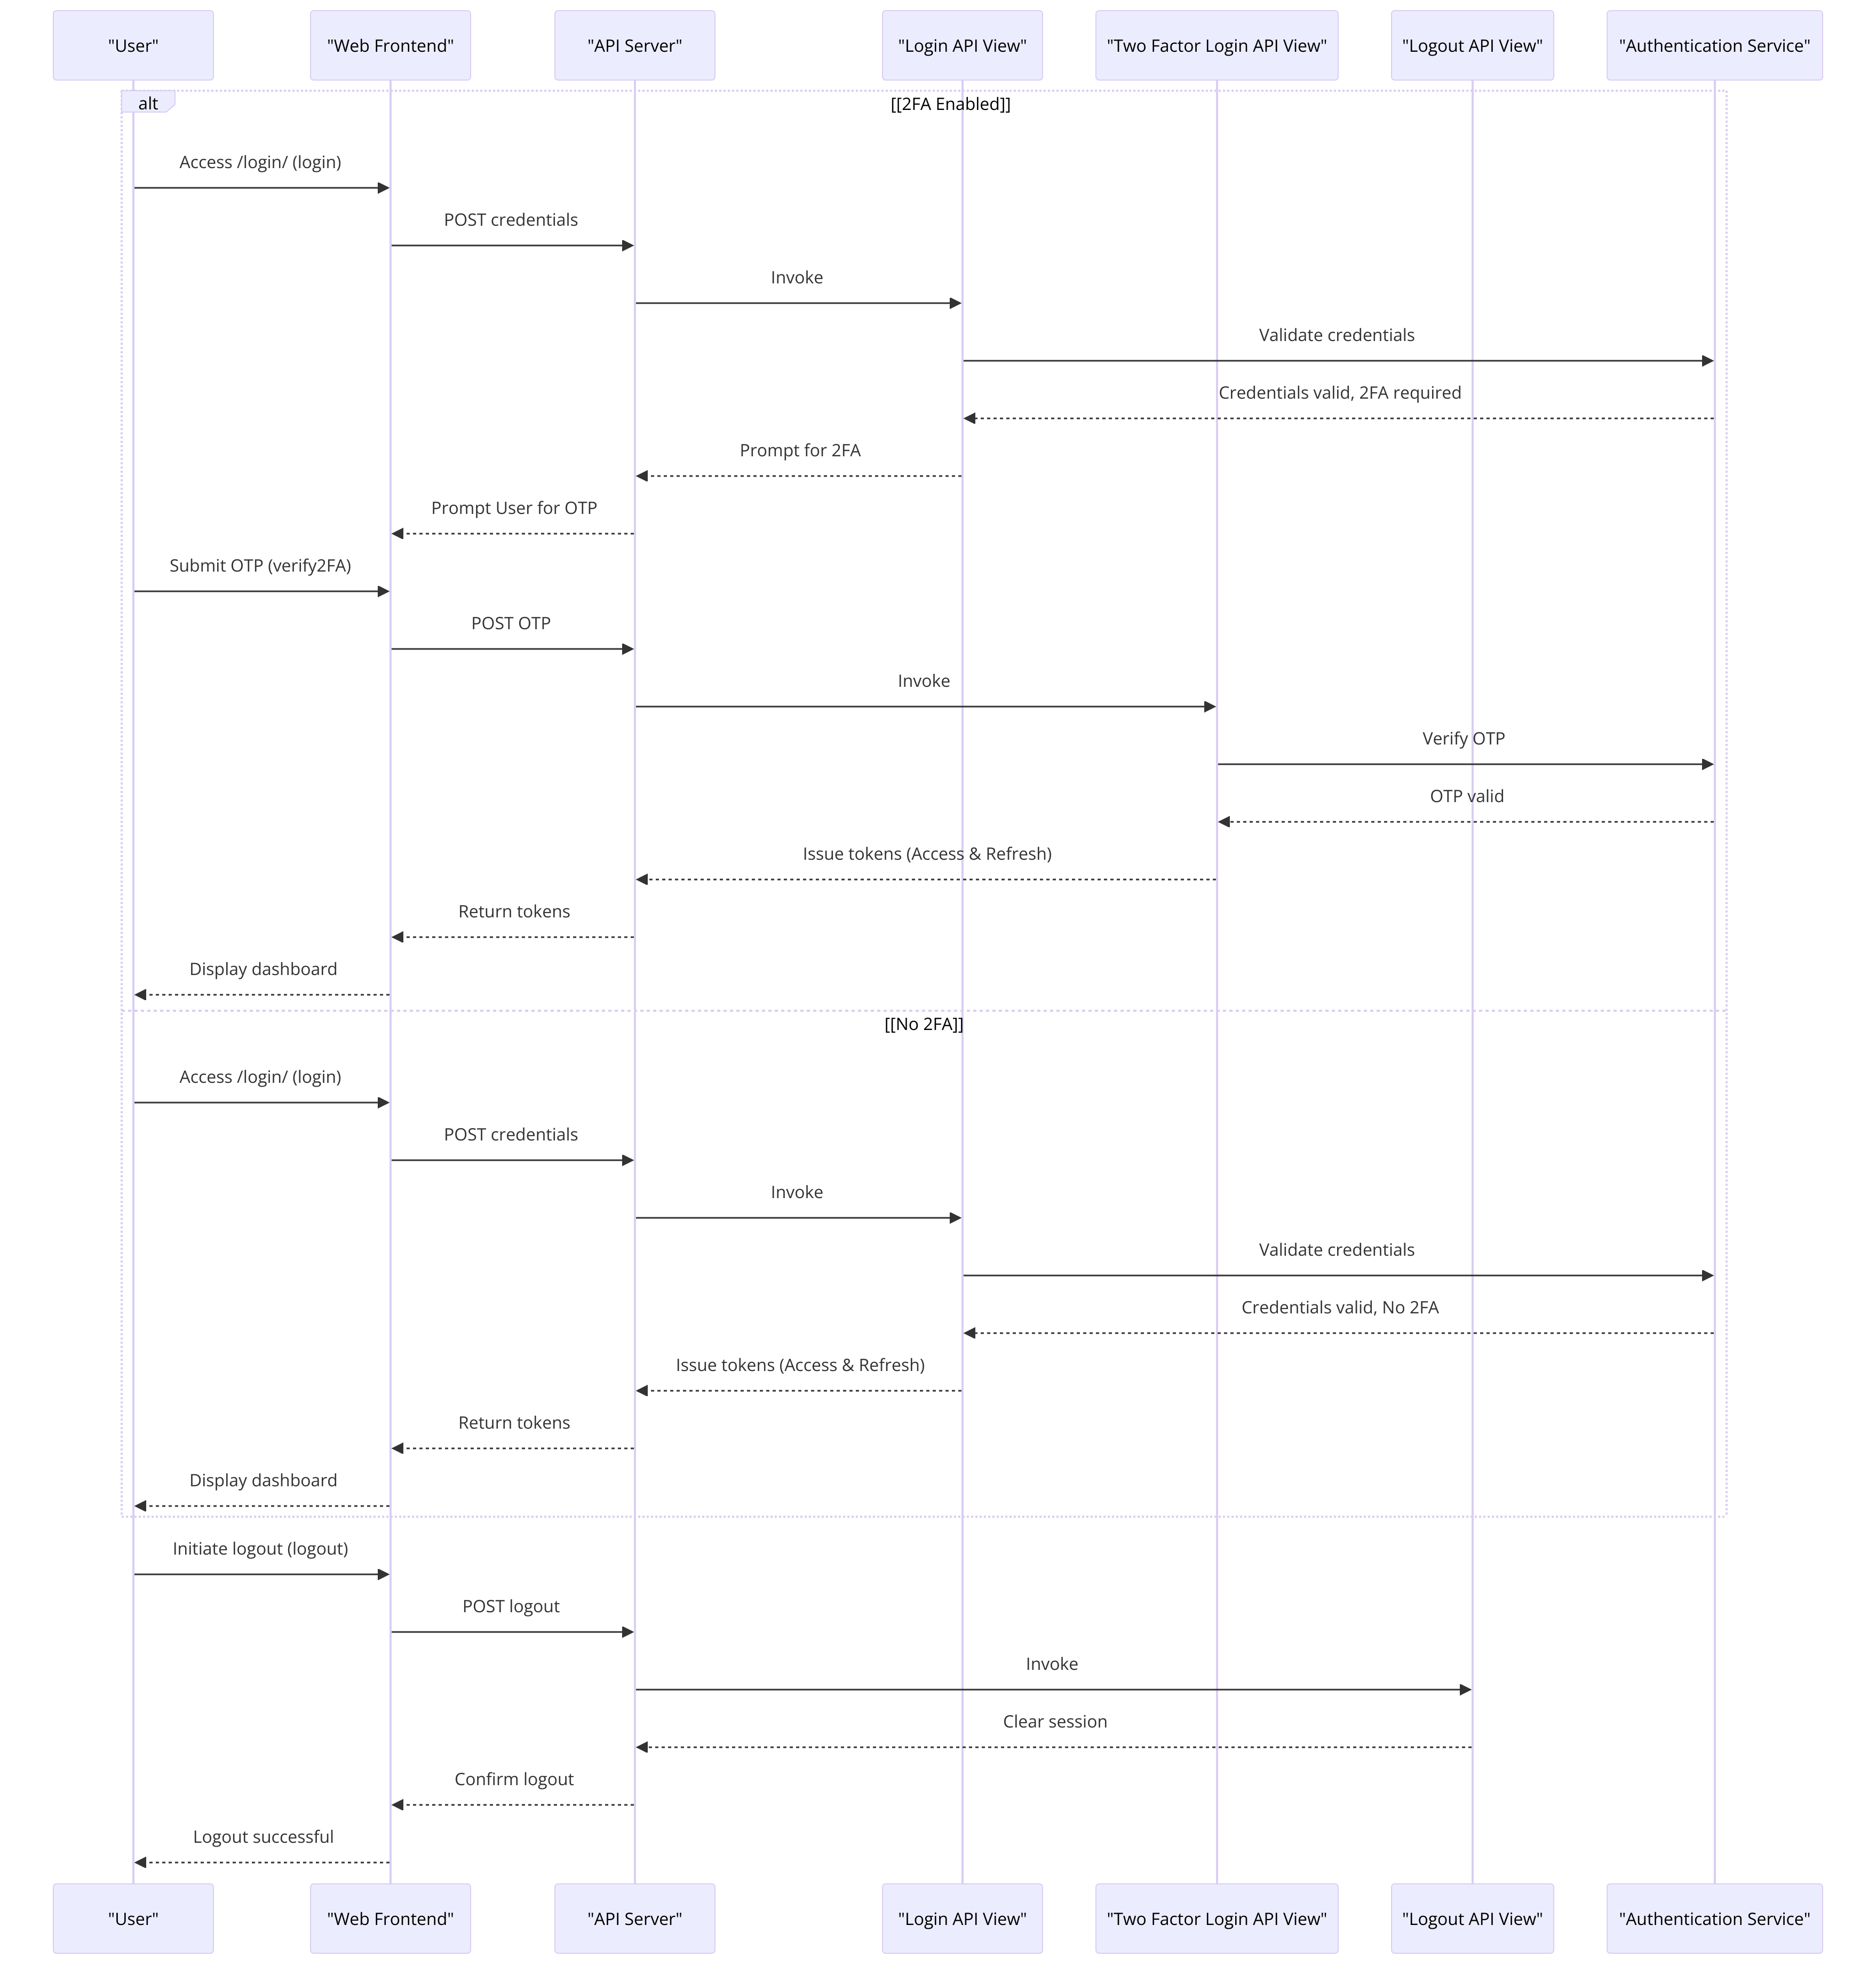 "User"
"Web Frontend"
"API Server"
"Login API View"
"Two Factor Login API View"
"Logout API View"
"Authentication Service"
alt
[[2FA Enabled]]
Access /login/ (login)
POST credentials
Invoke
Validate credentials
Credentials valid, 2FA required
Prompt for 2FA
Prompt User for OTP
Submit OTP (verify2FA)
POST OTP
Invoke
Verify OTP
OTP valid
Issue tokens (Access & Refresh)
Return tokens
Display dashboard
[[No 2FA]]
Access /login/ (login)
POST credentials
Invoke
Validate credentials
Credentials valid, No 2FA
Issue tokens (Access & Refresh)
Return tokens
Display dashboard
Initiate logout (logout)
POST logout
Invoke
Clear session
Confirm logout
Logout successful
"User"
"Web Frontend"
"API Server"
"Login API View"
"Two Factor Login API View"
"Logout API View"
"Authentication Service"